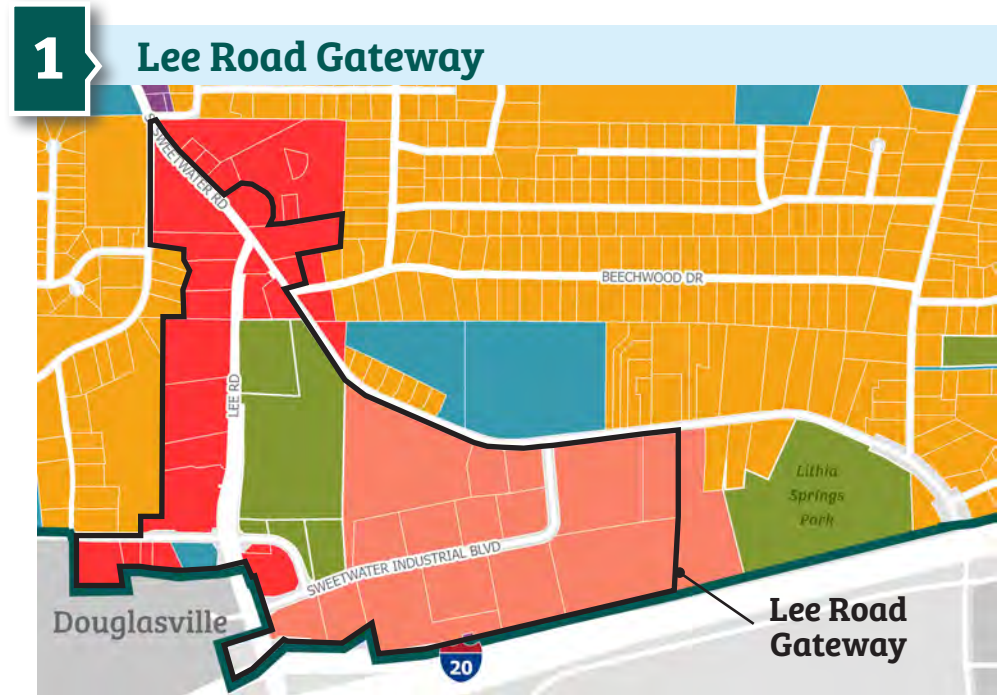 1
Lee Road Gateway
S SWEETWATER RD
BEECHWOOD DR
LEE RD
Lithia
Springs
Park
SWEETWATER INDUSTRIAL BLVD
Douglasville
Lee Road
Gateway
20